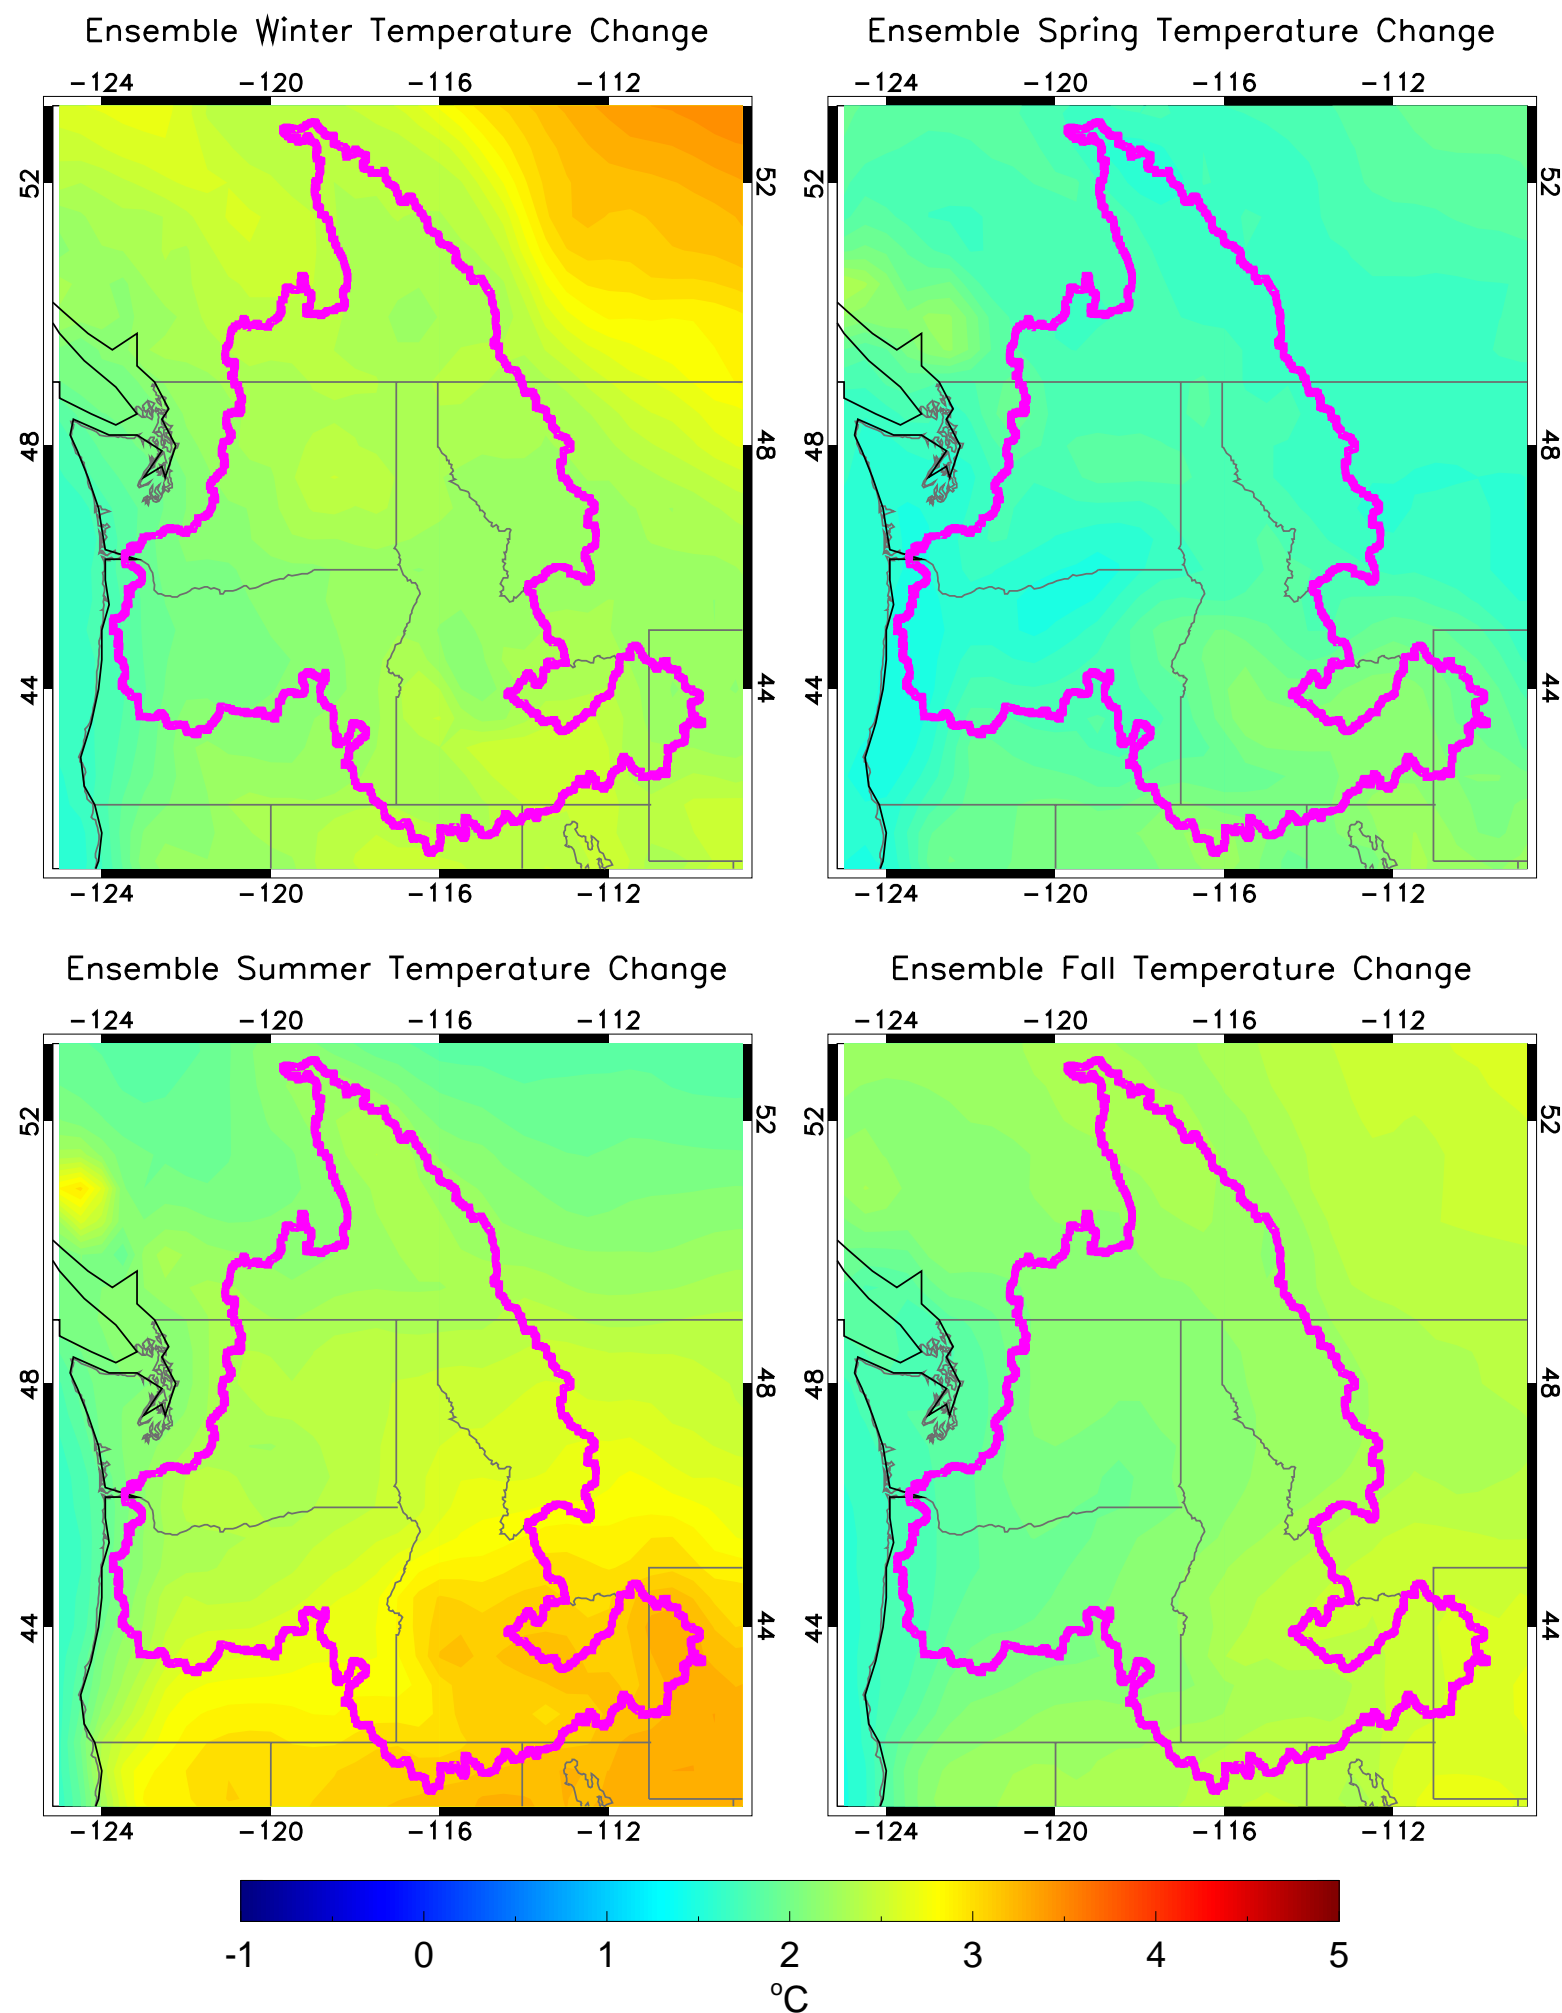 Ensemble Winter Temperature Change
Ensemble Spring Temperature Change
-124 -120 -116 -112
-124 -120 -116 -112
52 52
52 52
48 48
48 48
44 44
44 44
-124 -120 -116 -112
-124 -120 -116 -112
Ensemble Summer Temperature Change
Ensemble Fall Temperature Change
-124 -120 -116 -112
-124 -120 -116 -112
52 52
52 52
48 48
48 48
44 44
44 44
-124 -120 -116 -112
-124 -120 -116 -112
-1 0 1 2 3 4 5
°C